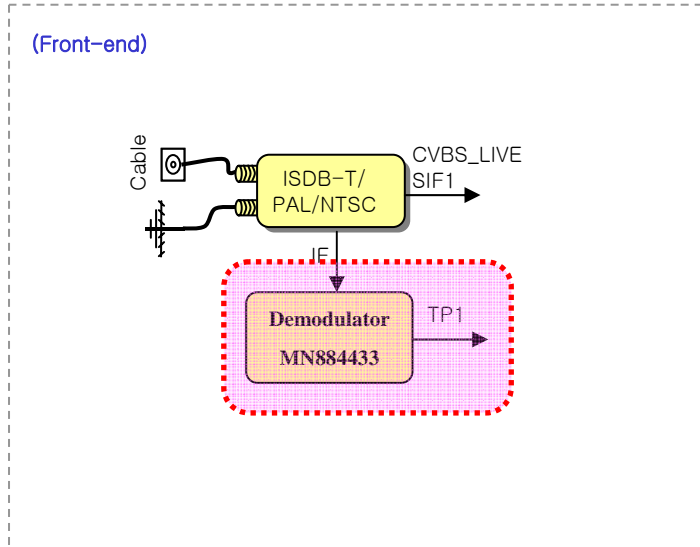 (Front-end)
Cable
ISDB-T/
PAL/NTSC
CVBS_LIVE
SIF1
IF
Demodulator
MN884433
TP1